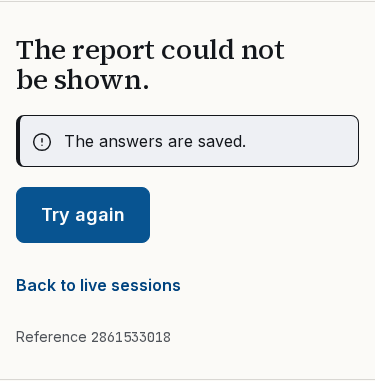 The report could not
be shown.
The answers are saved.
Try again
Back to live sessions
Reference 2861533018